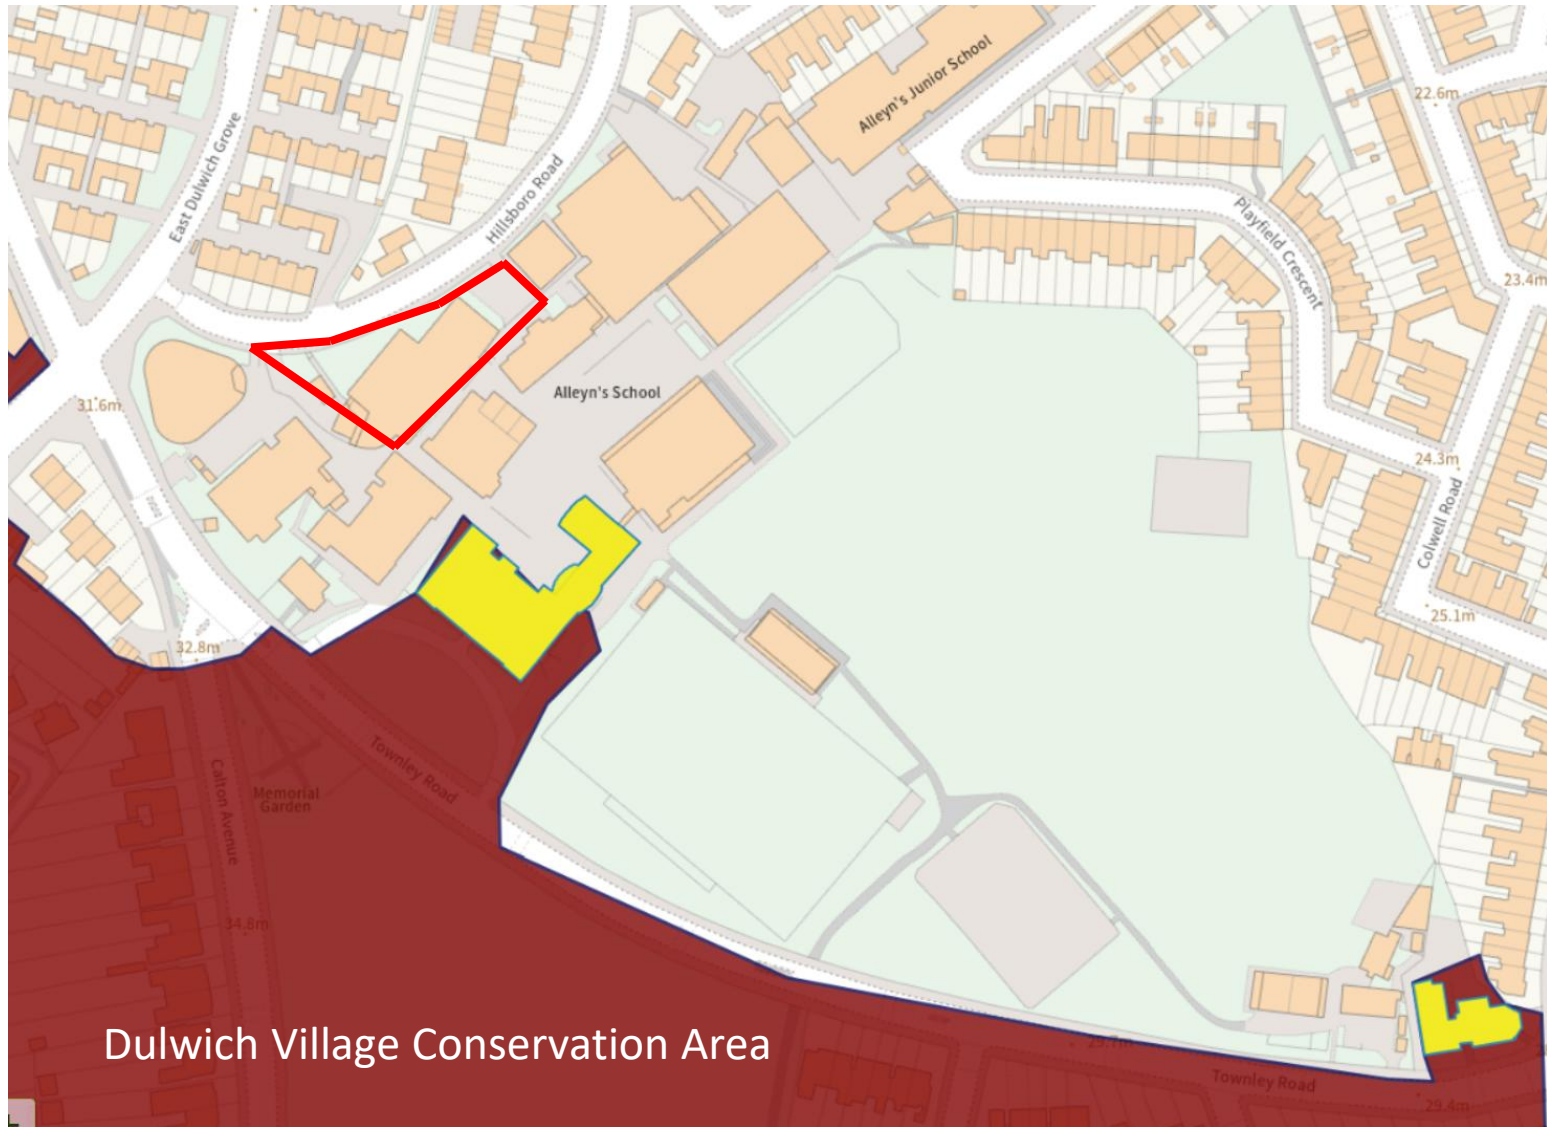 Alleyn's Junior School
22.6m
East Dulwich Grove
Hillsboro Road
Playfield Crescent
23.4m
31.6m
Alleyn's School
24.3m
Colwell Road
25.1m
32.8m
Townley Road
Calton Avenue
Memorial
Garden
34.8m
Dulwich Village Conservation Area
29.7m
Townley Road
29.4m